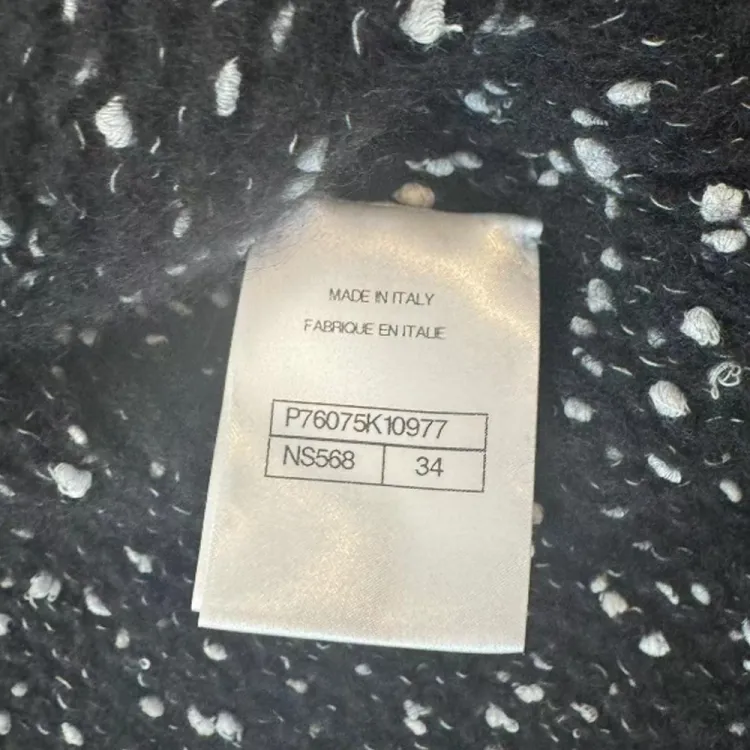 MADE IN ITALY
FABRIQUE EN ITALIE
P76075K10977
NS568 34